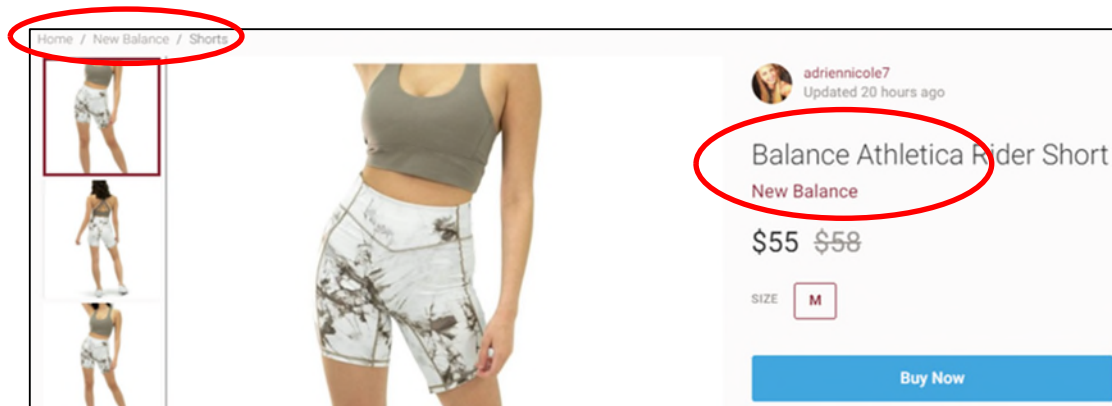 Home / New Balance / Shorts
adriennicole7
Updated 20 hours ago
Balance Athletica Rider Short
New Balance
$55 $58
SIZE M
Buy Now